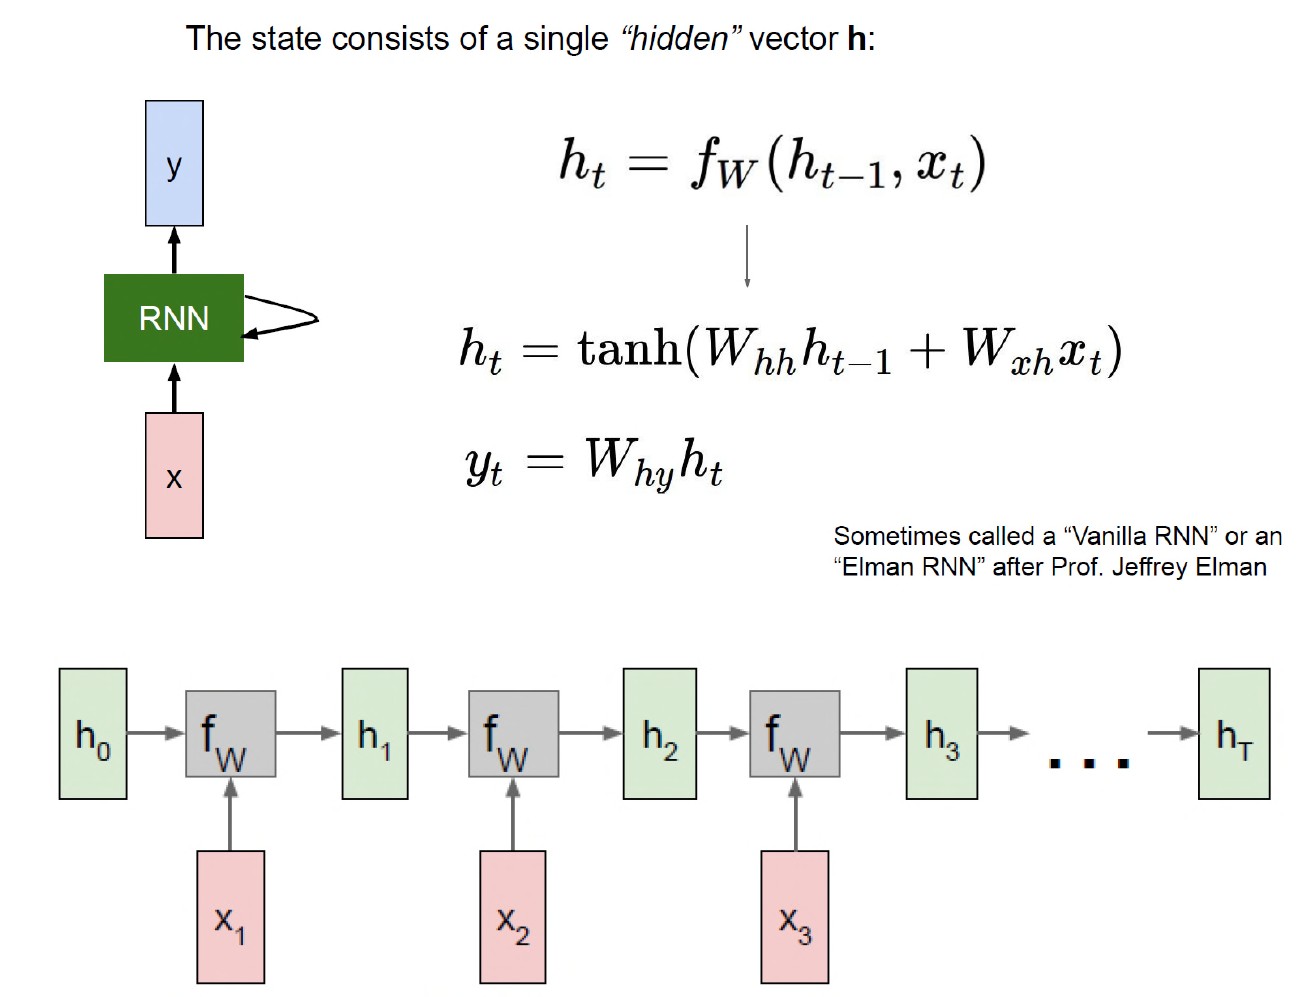 The state consists of a single “hidden” vector h:
y
RNN
x
h_t = f_W(h_{t-1}, x_t)
h_t = tanh(W_{hh}h_{t-1} + W_{xh}x_t)
y_t = W_{hy}h_t
Sometimes called a “Vanilla RNN” or an
“Elman RNN” after Prof. Jeffrey Elman
h_0 f_W h_1 f_W h_2 f_W h_3 ... h_T
x_1 x_2 x_3